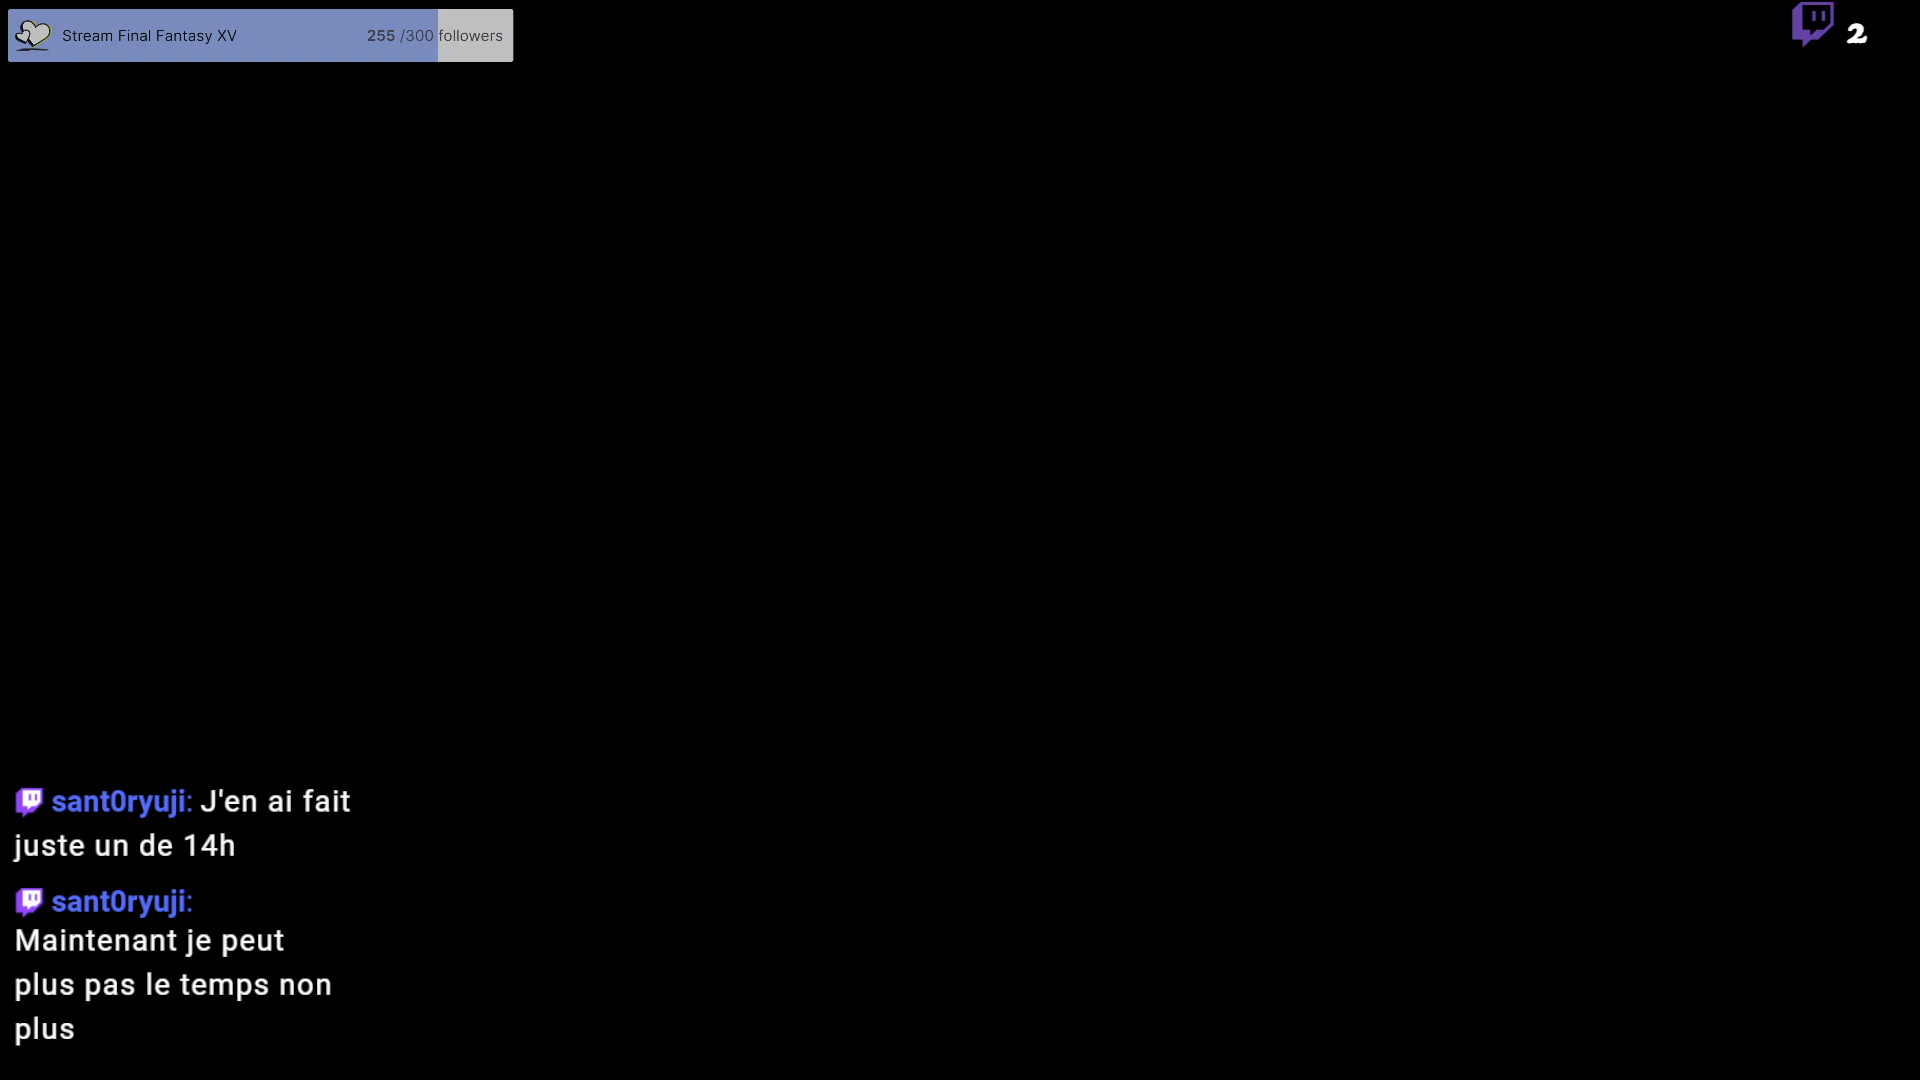 Stream Final Fantasy XV 255 /300 followers
2
sant0ryuji: J'en ai fait
juste un de 14h
sant0ryuji:
Maintenant je peut
plus pas le temps non
plus